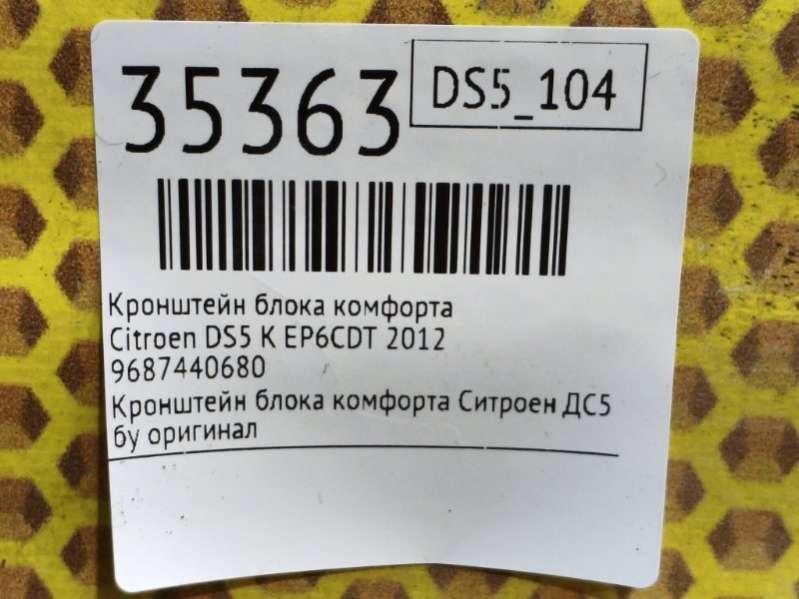 35363
DS5_104
Кронштейн блока комфорта
Citroen DS5 K EP6CDT 2012
9687440680
Кронштейн блока комфорта Ситроен ДС5
бу оригинал